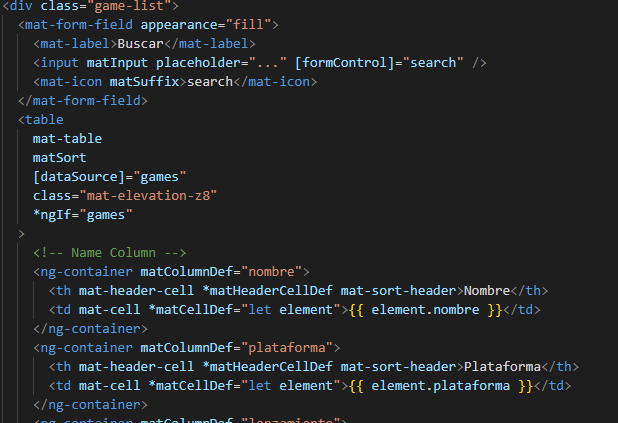 <div class="game-list">
<mat-form-field appearance="fill">
<mat-label>Buscar</mat-label>
<input matInput placeholder="..." [formControl]="search" />
<mat-icon matSuffix>search</mat-icon>
</mat-form-field>
<table
mat-table
matSort
[dataSource]="games"
class="mat-elevation-z8"
*ngIf="games"
>
<!-- Name Column -->
<ng-container matColumnDef="nombre">
<th mat-header-cell *matHeaderCellDef mat-sort-header>Nombre</th>
<td mat-cell *matCellDef="let element">{{ element.nombre }}</td>
</ng-container>
<ng-container matColumnDef="plataforma">
<th mat-header-cell *matHeaderCellDef mat-sort-header>Plataforma</th>
<td mat-cell *matCellDef="let element">{{ element.plataforma }}</td>
</ng-container>
<ng-container matColumnDef="lanzamiento">